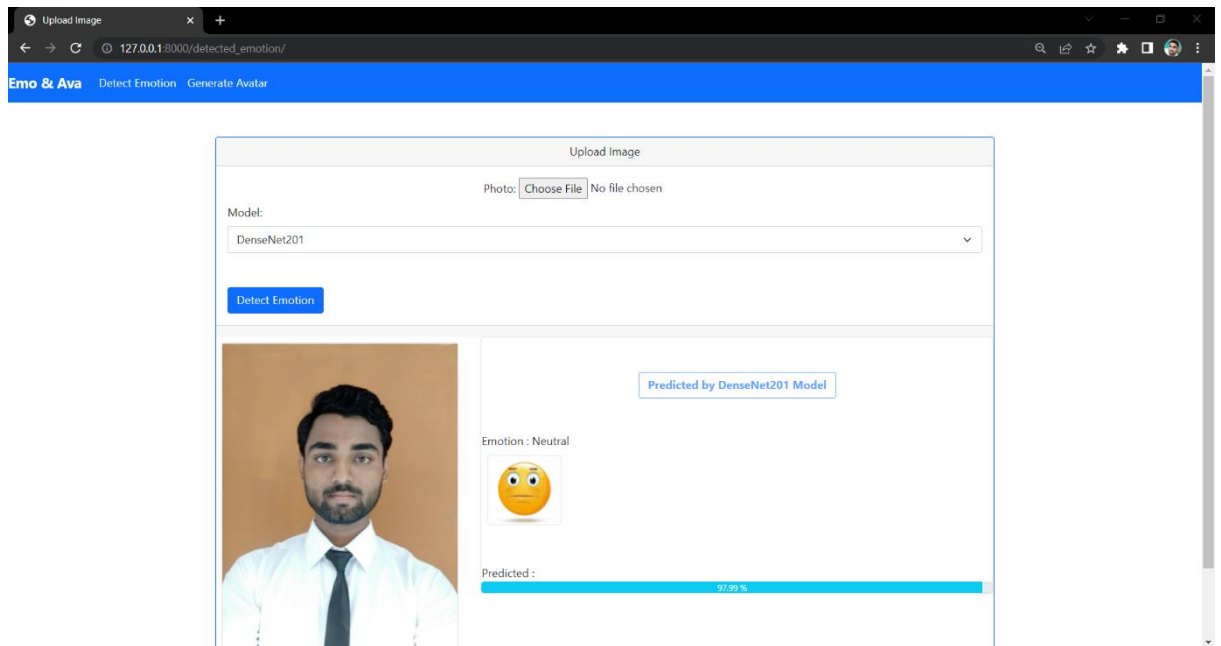 Upload Image
127.0.0.1:8000/detected_emotion/
Emo & Ava Detect Emotion Generate Avatar
Upload Image
Photo: Choose File No file chosen
Model:
DenseNet201
Detect Emotion
Predicted by DenseNet201 Model
Emotion : Neutral
Predicted :
97.99 %